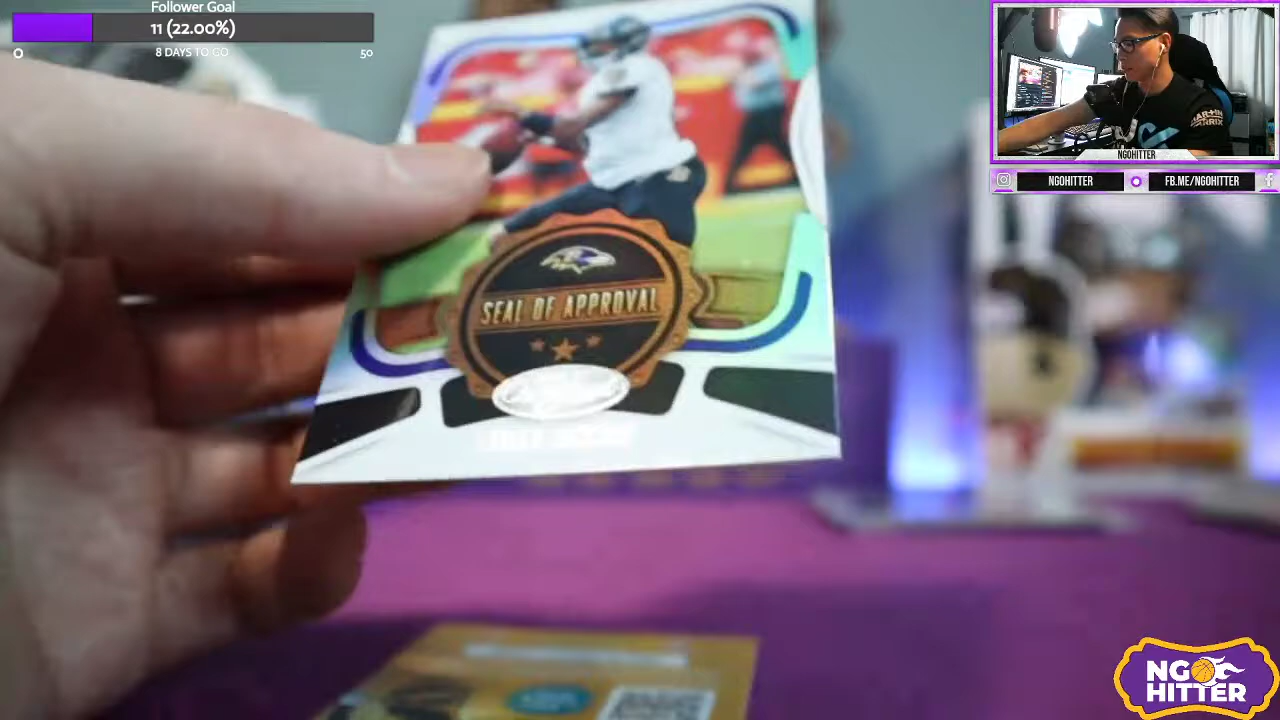 Follower Goal
11 (22.00%)
0 8 DAYS TO GO 50
SEAL OF APPROVAL
NGOHITTER
NGOHITTER FB.ME/NGOHITTER
NGO
HITTER